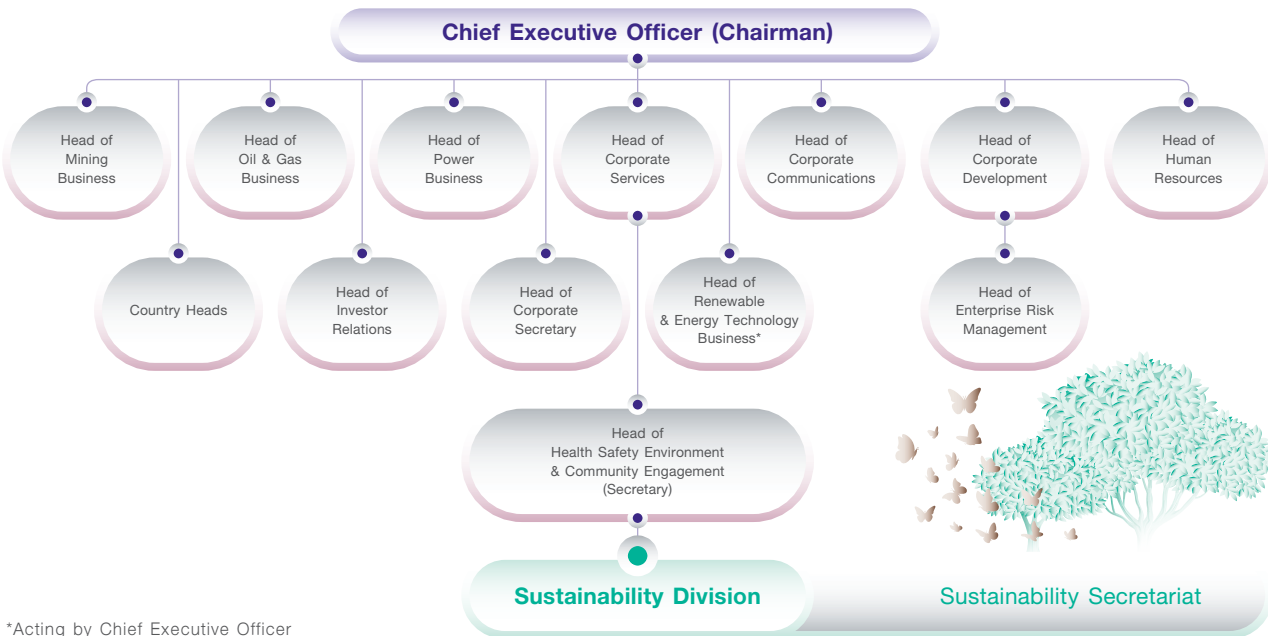 Chief Executive Officer (Chairman)
Head of
Mining
Business
Head of
Oil & Gas
Business
Head of
Power
Business
Head of
Corporate
Services
Head of
Corporate
Communications
Head of
Corporate
Development
Head of
Human
Resources
Country Heads
Head of
Investor
Relations
Head of
Corporate
Secretary
Head of
Renewable
& Energy Technology
Business*
Head of
Enterprise Risk
Management
Head of
Health Safety Environment
& Community Engagement
(Secretary)
Sustainability Division
Sustainability Secretariat
*Acting by Chief Executive Officer